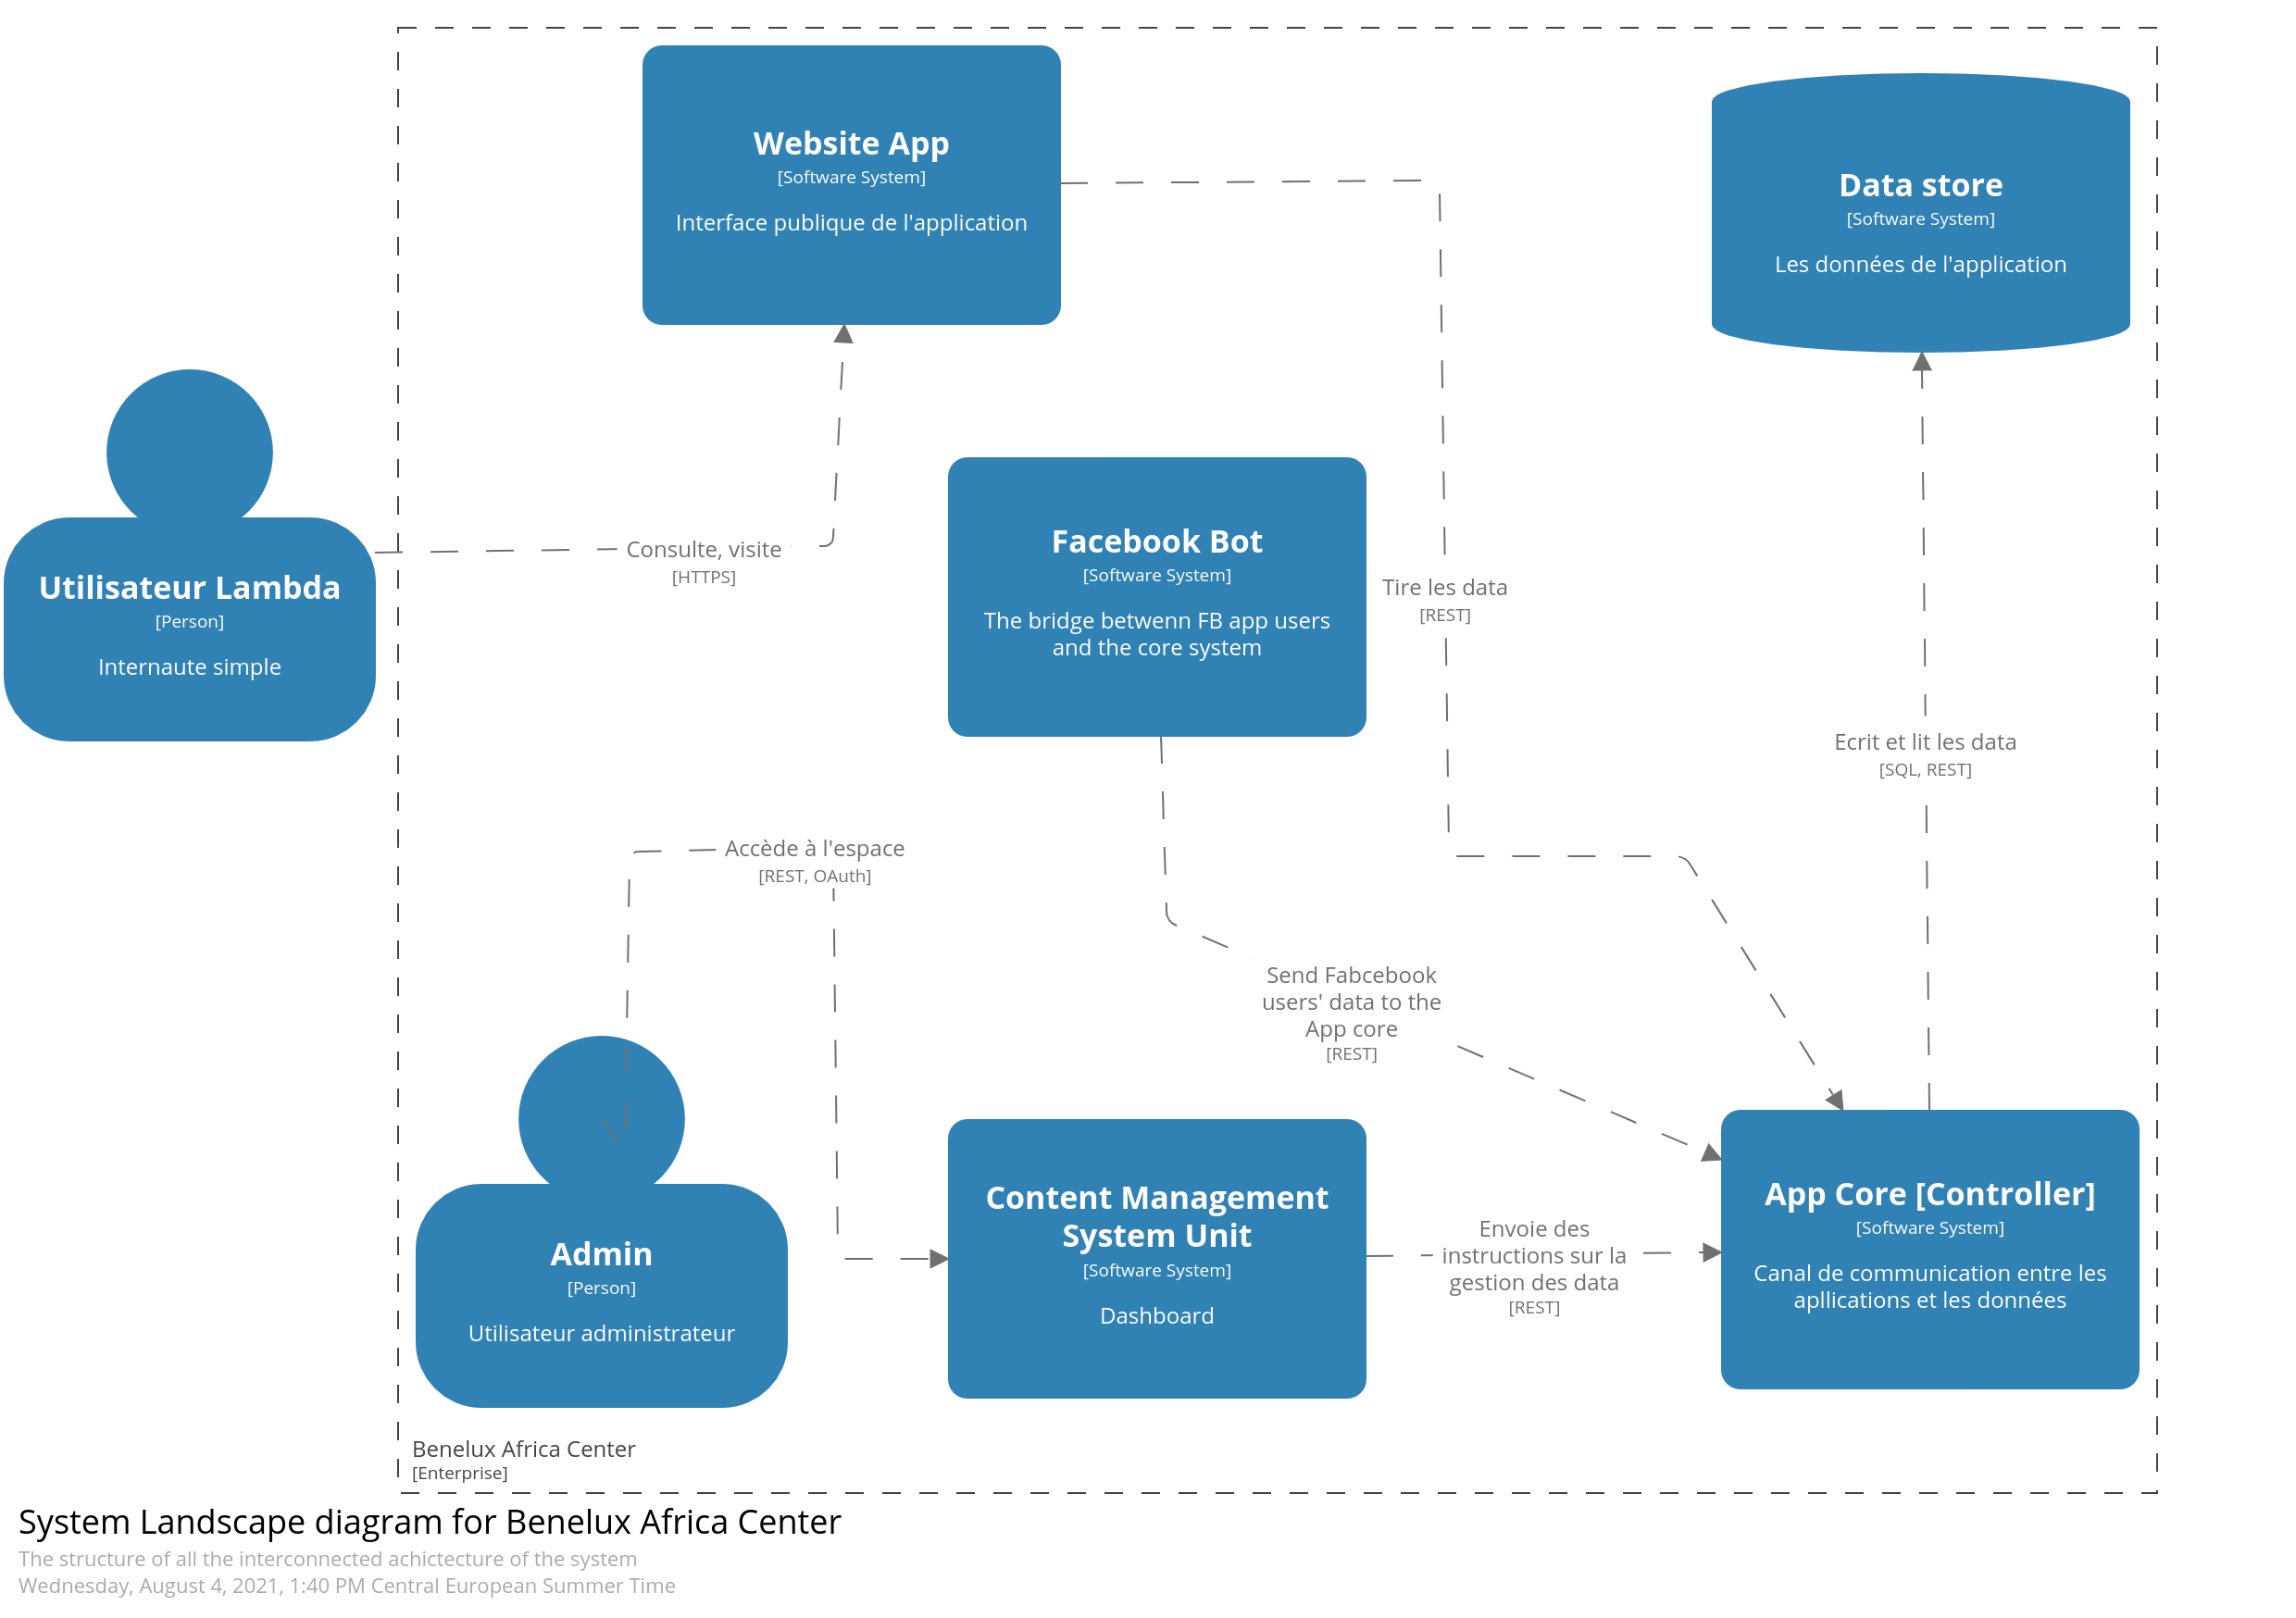 Website App
[Software System]
Interface publique de l'application
Data store
[Software System]
Les données de l'application
Utilisateur Lambda
[Person]
Internaute simple
Consulte, visite
[HTTPS]
Facebook Bot
[Software System]
The bridge betwenn FB app users
and the core system
Tire les data
[REST]
Ecrit et lit les data
[SQL, REST]
Accède à l'espace
[REST, OAuth]
Send Fabcebook
users' data to the
App core
[REST]
Admin
[Person]
Utilisateur administrateur
Content Management
System Unit
[Software System]
Dashboard
Envoie des
instructions sur la
gestion des data
[REST]
App Core [Controller]
[Software System]
Canal de communication entre les
apllications et les données
Benelux Africa Center
[Enterprise]
System Landscape diagram for Benelux Africa Center
The structure of all the interconnected achictecture of the system
Wednesday, August 4, 2021, 1:40 PM Central European Summer Time